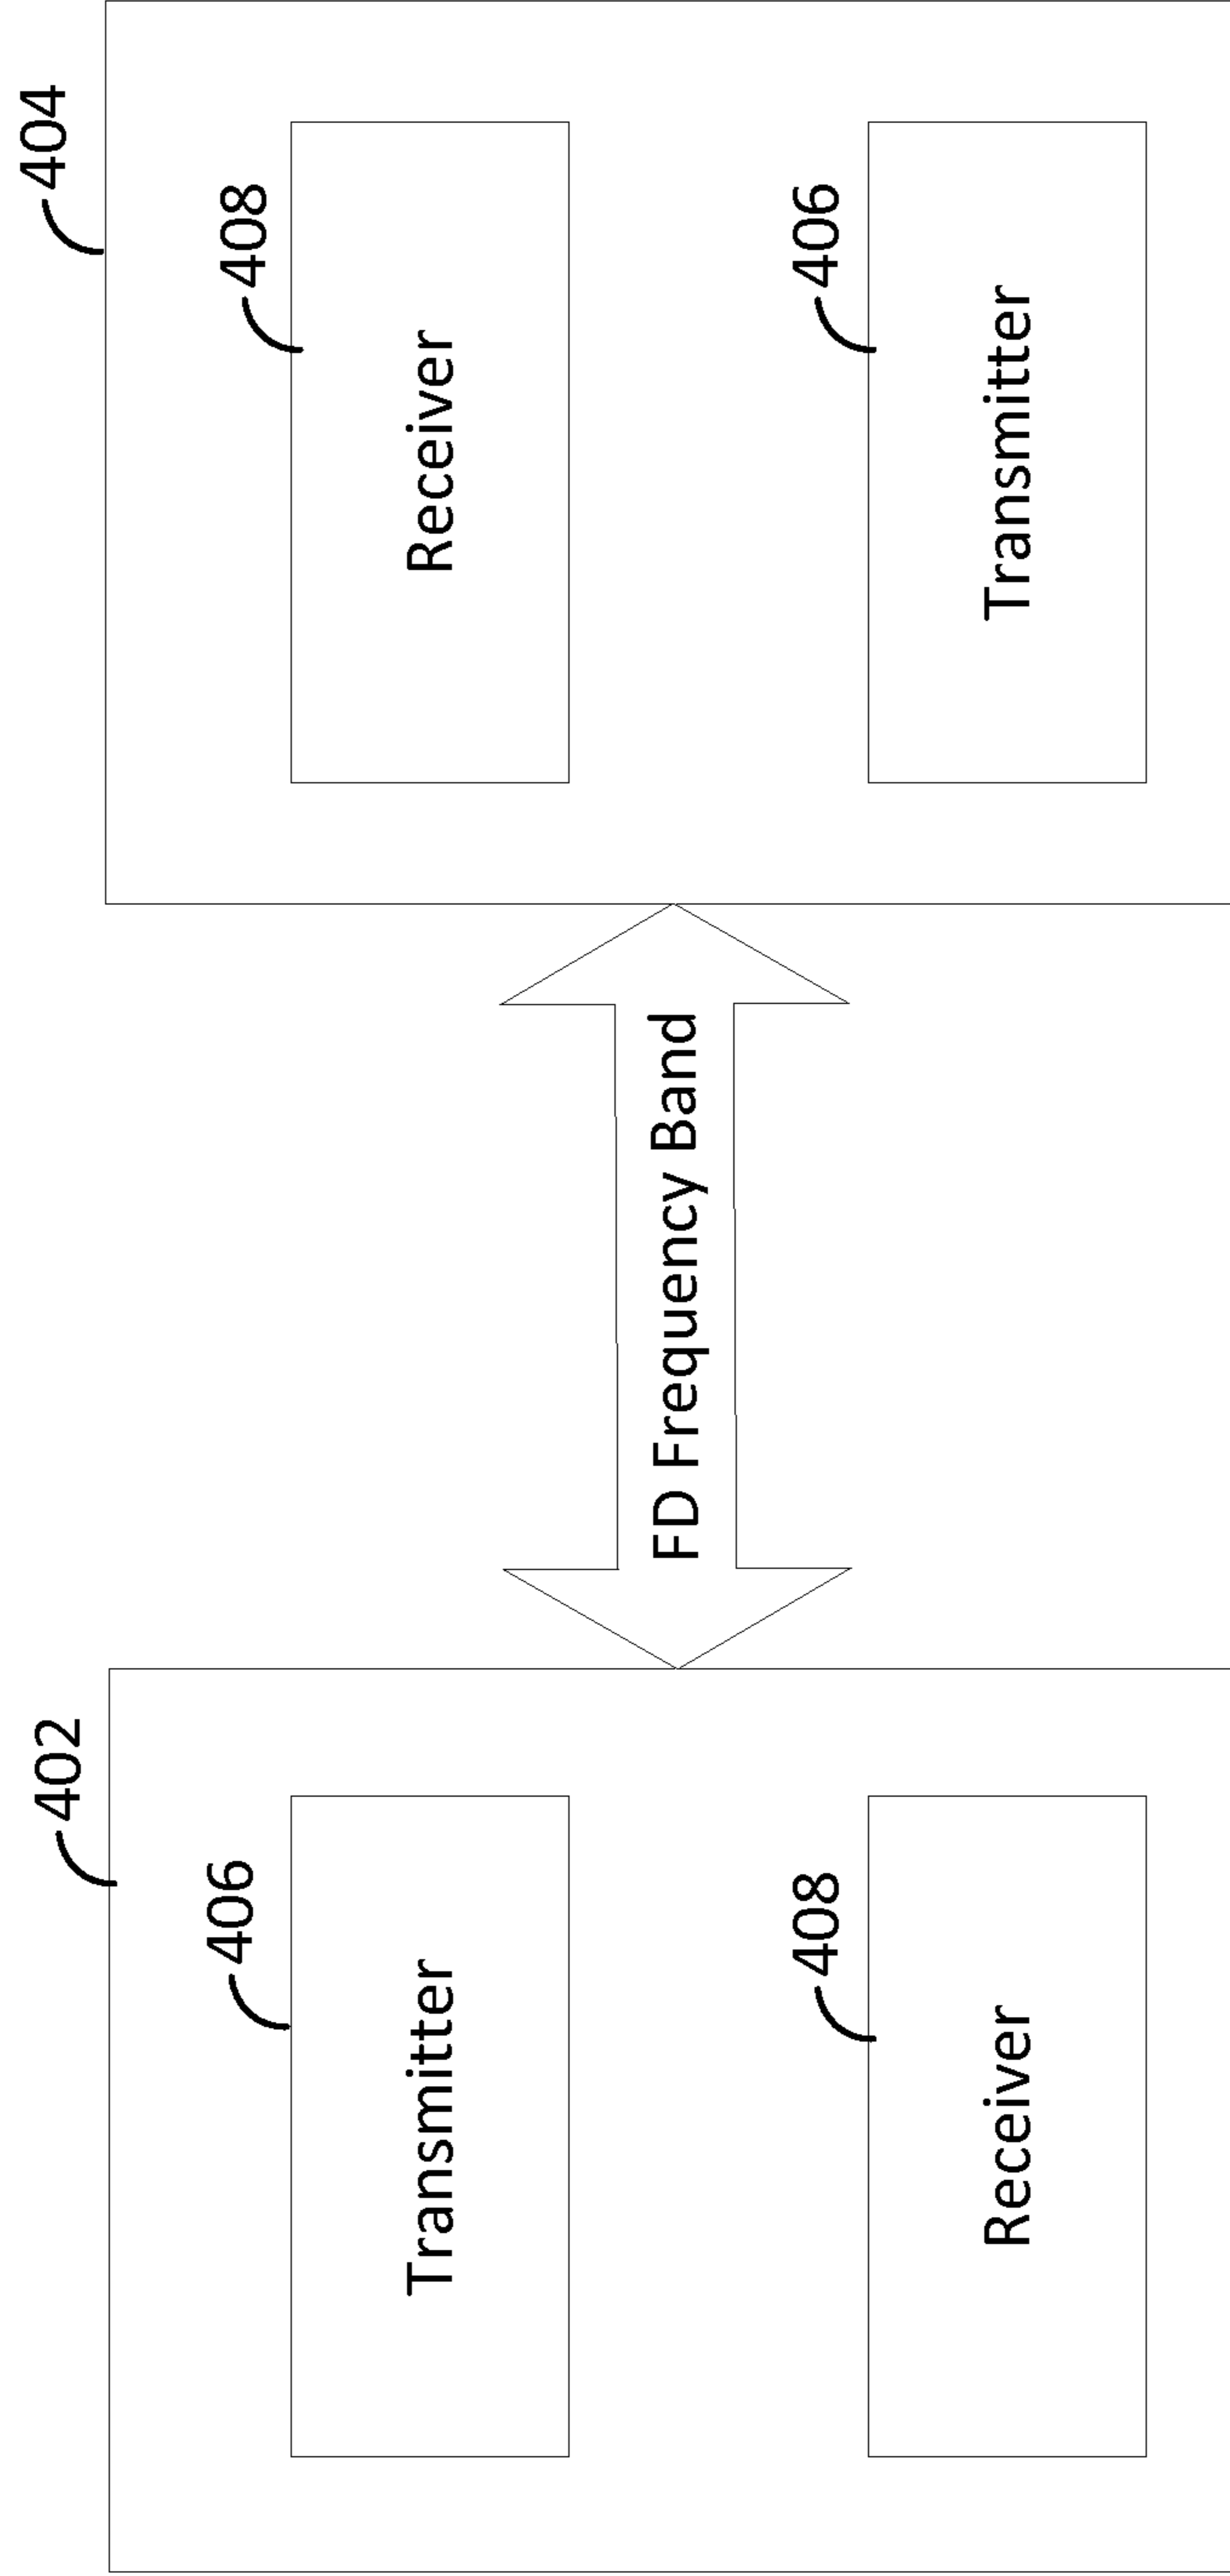 402
406
Transmitter
408
Receiver
FD Frequency Band
404
408
Receiver
406
Transmitter